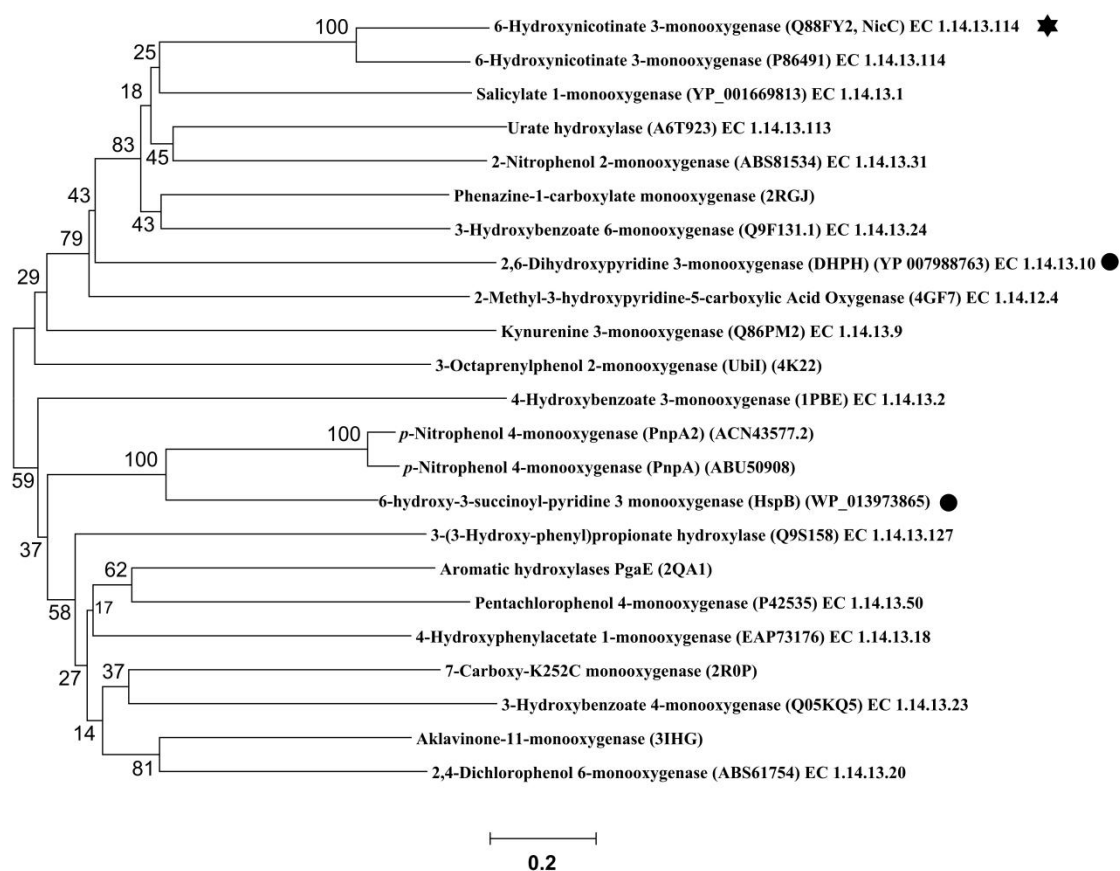 100
6-Hydroxynicotinate 3-monooxygenase (Q88FY2, NicC) EC 1.14.13.114
25
6-Hydroxynicotinate 3-monooxygenase (P86491) EC 1.14.13.114
18
Salicylate 1-monooxygenase (YP_001669813) EC 1.14.13.1
83
Urate hydroxylase (A6T923) EC 1.14.13.113
45
2-Nitrophenol 2-monooxygenase (ABS81534) EC 1.14.13.31
43
Phenazine-1-carboxylate monooxygenase (2RGJ)
43
3-Hydroxybenzoate 6-monooxygenase (Q9F131.1) EC 1.14.13.24
79
2,6-Dihydroxypyridine 3-monooxygenase (DHPH) (YP 007988763) EC 1.14.13.10
29
2-Methyl-3-hydroxypyridine-5-carboxylic Acid Oxygenase (4GF7) EC 1.14.12.4
Kynurenine 3-monooxygenase (Q86PM2) EC 1.14.13.9
3-Octaprenylphenol 2-monooxygenase (UbiI) (4K22)
4-Hydroxybenzoate 3-monooxygenase (1PBE) EC 1.14.13.2
100
p-Nitrophenol 4-monooxygenase (PnpA2) (ACN43577.2)
100
p-Nitrophenol 4-monooxygenase (PnpA) (ABU50908)
59
6-hydroxy-3-succinoyl-pyridine 3 monooxygenase (HspB) (WP_013973865)
37
3-(3-Hydroxy-phenyl)propionate hydroxylase (Q9S158) EC 1.14.13.127
62
Aromatic hydroxylases PgaE (2QA1)
58
17
Pentachlorophenol 4-monooxygenase (P42535) EC 1.14.13.50
4-Hydroxyphenylacetate 1-monooxygenase (EAP73176) EC 1.14.13.18
27
37
7-Carboxy-K252C monooxygenase (2R0P)
3-Hydroxybenzoate 4-monooxygenase (Q05KQ5) EC 1.14.13.23
14
Aklavinone-11-monooxygenase (3IHG)
81
2,4-Dichlorophenol 6-monooxygenase (ABS61754) EC 1.14.13.20
0.2